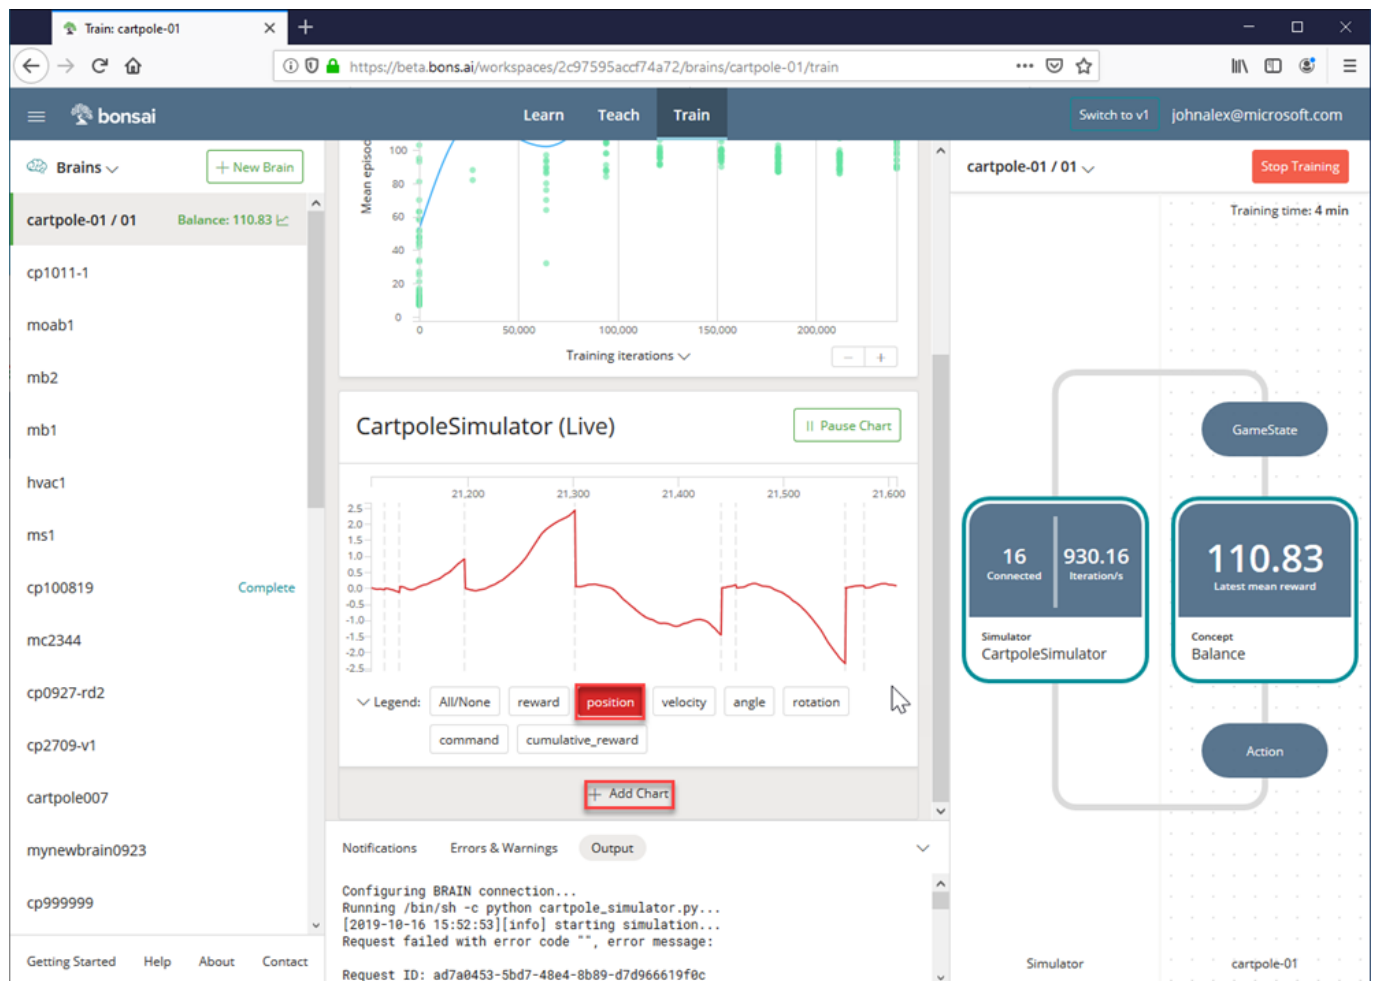 Train: cartpole-01
https://beta.bons.ai/workspaces/2c97595accf74a72/brains/cartpole-01/train
bonsai
Learn
Teach
Train
Switch to v1
johnalex@microsoft.com
Brains
+ New Brain
cartpole-01 / 01
Balance: 110.83
cp1011-1
moab1
mb2
mb1
hvac1
ms1
cp100819
Complete
mc2344
cp0927-rd2
cp2709-v1
cartpole007
mynewbrain0923
cp999999
Getting Started
Help
About
Contact
Mean episo
100
80
60
40
20
0
0
50,000
100,000
150,000
200,000
Training iterations
CartpoleSimulator (Live)
Pause Chart
21,200
21,300
21,400
21,500
21,600
2.5
2.0
1.5
1.0
0.5
0.0
-0.5
-1.0
-1.5
-2.0
-2.5
Legend:
All/None
reward
position
velocity
angle
rotation
command
cumulative_reward
+ Add Chart
Notifications
Errors & Warnings
Output
Configuring BRAIN connection...
Running /bin/sh -c python cartpole_simulator.py...
[2019-10-16 15:52:53][info] starting simulation...
Request failed with error code "", error message:
Request ID: ad7a0453-5bd7-48e4-8b89-d7d966619f0c
cartpole-01 / 01
Stop Training
Training time: 4 min
GameState
16
Connected
930.16
Iteration/s
Simulator
CartpoleSimulator
110.83
Latest mean reward
Concept
Balance
Action
Simulator
cartpole-01